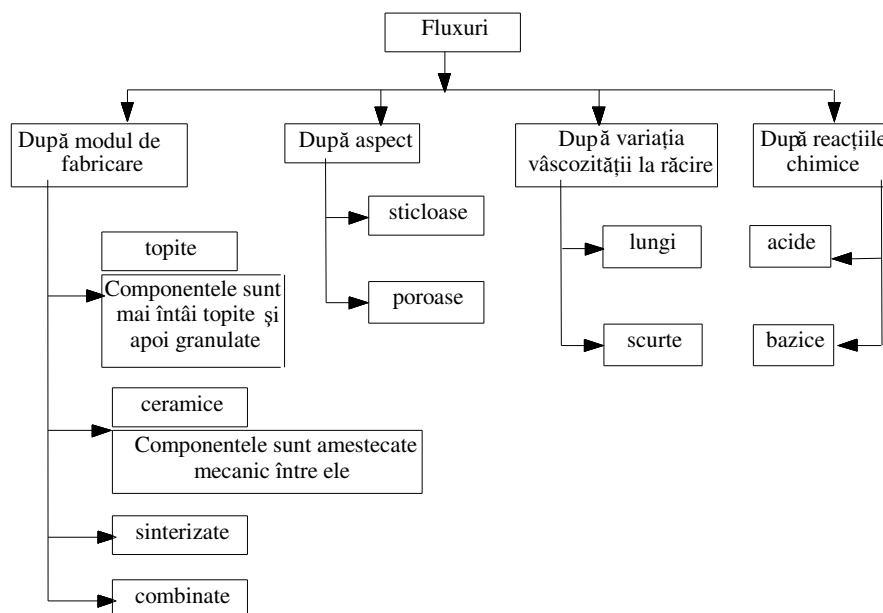 Fluxuri
După modul de
fabricare
topite
Componentele sunt
mai întâi topite şi
apoi granulate
ceramice
Componentele sunt amestecate
mecanic între ele
sinterizate
combinate
După aspect
sticloase
poroase
După variația
vâscozității la răcire
lungi
scurte
După reacțiile
chimice
acide
bazice